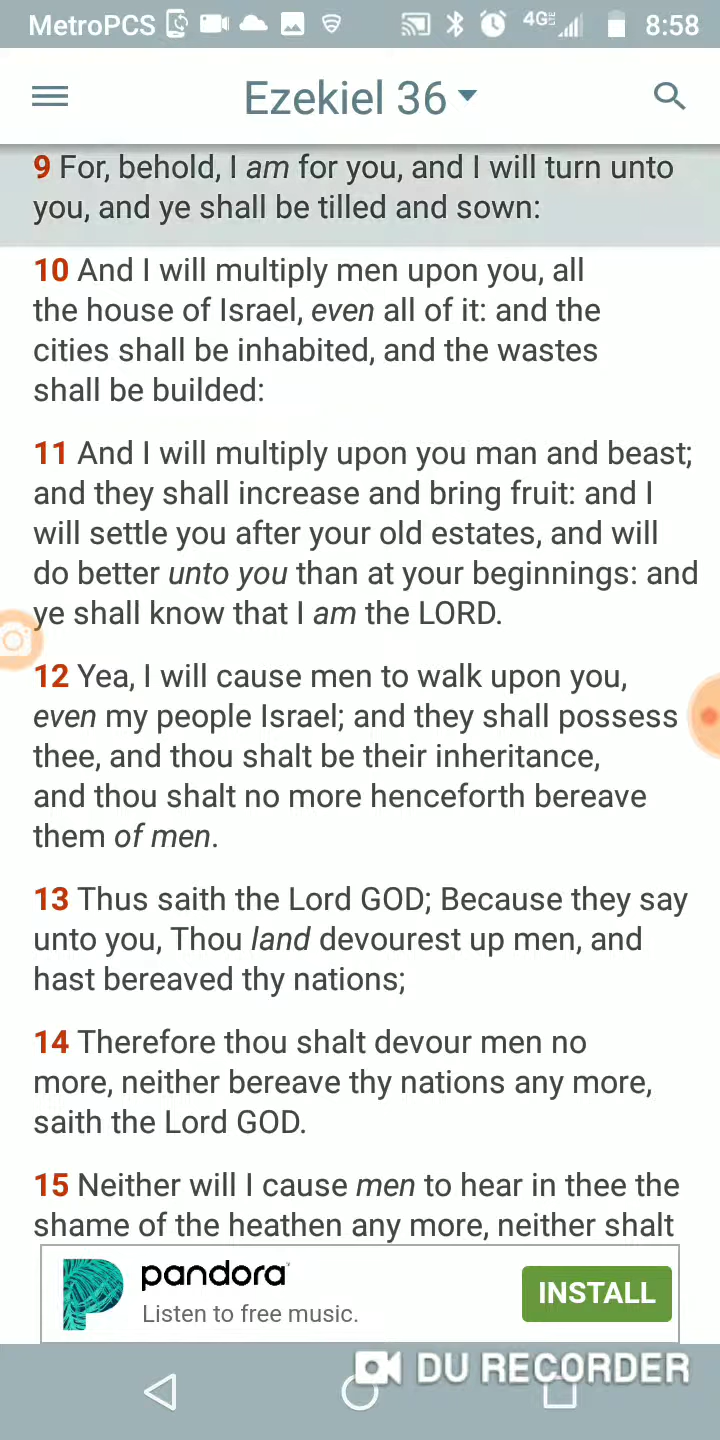 MetroPCS 4G 8:58
Ezekiel 36
9 For, behold, I am for you, and I will turn unto
you, and ye shall be tilled and sown:
10 And I will multiply men upon you, all
the house of Israel, even all of it: and the
cities shall be inhabited, and the wastes
shall be builded:
11 And I will multiply upon you man and beast;
and they shall increase and bring fruit: and I
will settle you after your old estates, and will
do better unto you than at your beginnings: and
ye shall know that I am the LORD.
12 Yea, I will cause men to walk upon you,
even my people Israel; and they shall possess
thee, and thou shalt be their inheritance,
and thou shalt no more henceforth bereave
them of men.
13 Thus saith the Lord GOD; Because they say
unto you, Thou land devourest up men, and
hast bereaved thy nations;
14 Therefore thou shalt devour men no
more, neither bereave thy nations any more,
saith the Lord GOD.
15 Neither will I cause men to hear in thee the
shame of the heathen any more, neither shalt
pandora
Listen to free music.
INSTALL
DU RECORDER